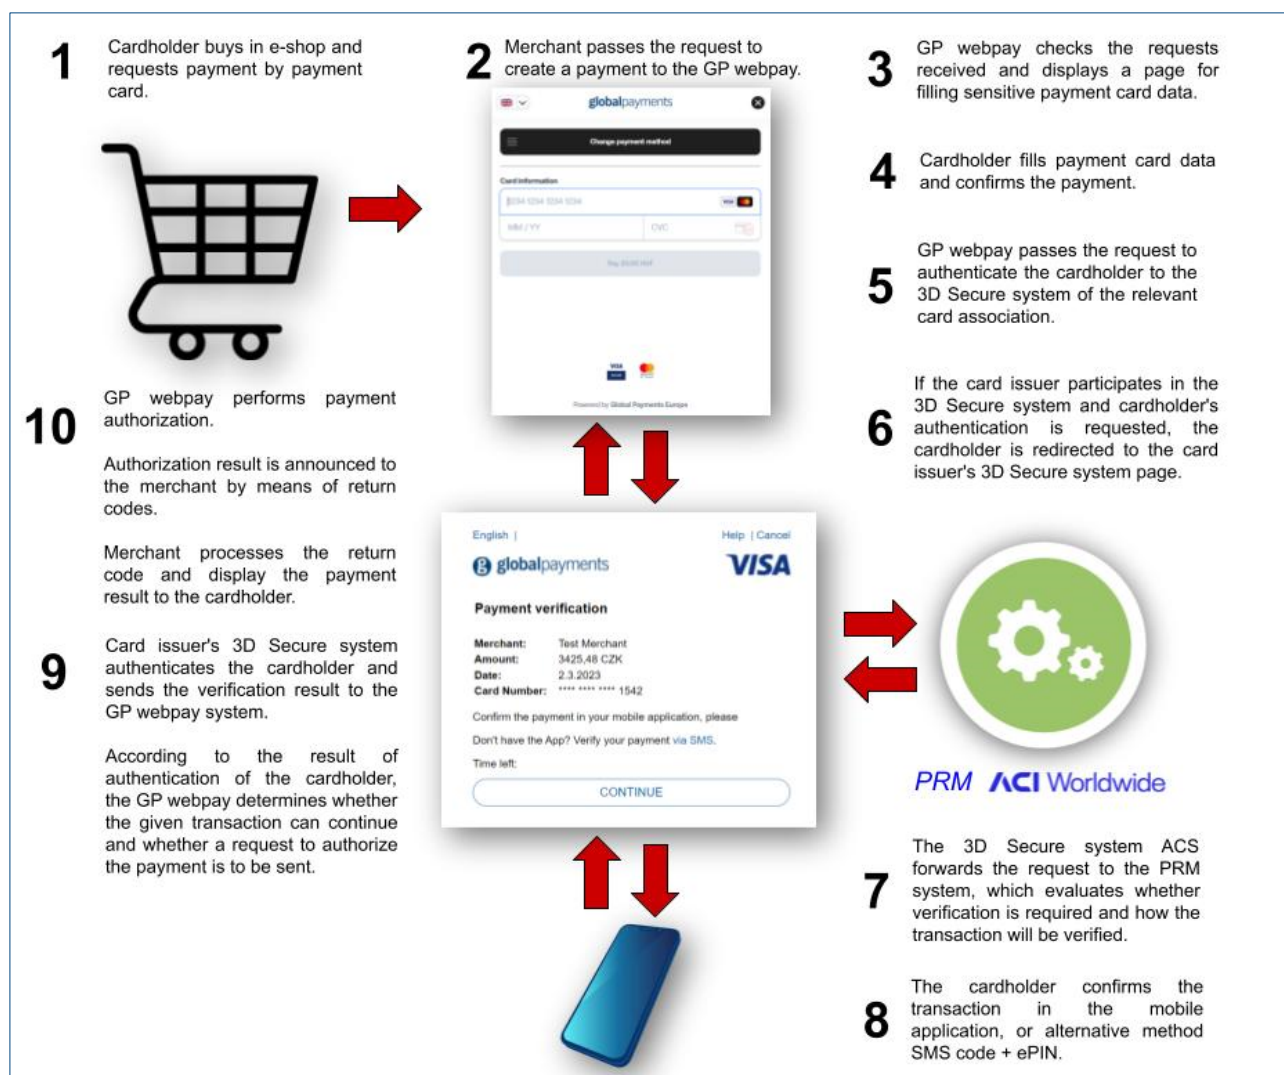 1
Cardholder buys in e-shop and
requests payment by payment
card.
2
Merchant passes the request to
create a payment to the GP webpay.
globalpayments
Change payment method
Card information
1234 1234 1234 1234
VISA
MM / YY
CVC
VISA
Powered by Global Payments Europe
3
GP webpay checks the requests
received and displays a page for
filling sensitive payment card data.
4
Cardholder fills payment card data
and confirms the payment.
5
GP webpay passes the request to
authenticate the cardholder to the
3D Secure system of the relevant
card association.
6
If the card issuer participates in the
3D Secure system and cardholder's
authentication is requested, the
cardholder is redirected to the card
issuer's 3D Secure system page.
English |
Help | Cancel
g globalpayments
VISA
Payment verification
Merchant: Test Merchant
Amount: 3425,48 CZK
Date: 2.3.2023
Card Number: **** **** **** 1542
Confirm the payment in your mobile application, please
Don't have the App? Verify your payment via SMS.
Time left:
CONTINUE
PRM ACI Worldwide
7
The 3D Secure system ACS
forwards the request to the PRM
system, which evaluates whether
verification is required and how the
transaction will be verified.
8
The cardholder confirms the
transaction in the mobile
application, or alternative method
SMS code + ePIN.
9
Card issuer's 3D Secure system
authenticates the cardholder and
sends the verification result to the
GP webpay system.
According to the result of
authentication of the cardholder,
the GP webpay determines whether
the given transaction can continue
and whether a request to authorize
the payment is to be sent.
10
GP webpay performs payment
authorization.
Authorization result is announced to
the merchant by means of return
codes.
Merchant processes the return
code and display the payment
result to the cardholder.